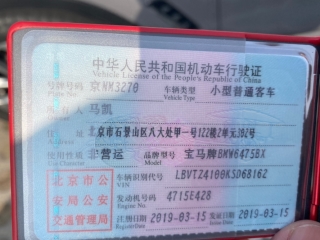 中华人民共和国机动车行驶证
Vehicle License of the People's Republic of China
号牌号码 京NM3270 车辆类型 小型普通客车
Plate No. Vehicle Type
所有人 马凯
北京市石景山区八大处甲一号122楼2单元302号
使用性质 非营运 品牌型号 宝马牌BMW6475BX
Use Character Model
车辆识别代号 LBVTZ4100KSD68162
VIN
发动机号码 4715E428
Engine No.
注册日期 2019-03-15 发证日期 2019-03-15
Issue Date
北京市公
安局公安
交通管理局